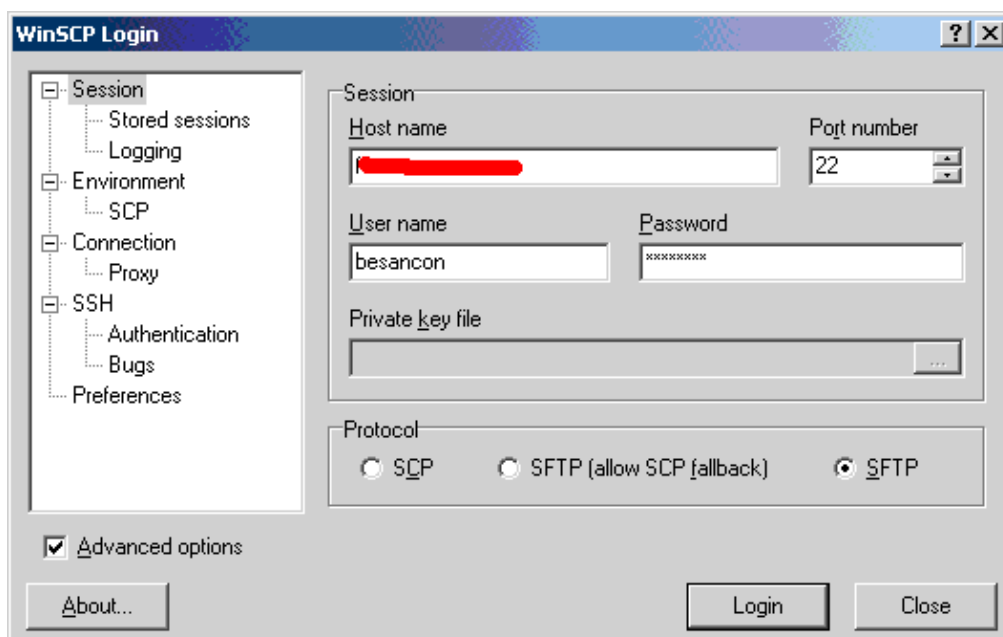 WinSCP Login
Session
Stored sessions
Logging
Environment
SCP
Connection
Proxy
SSH
Authentication
Bugs
Preferences
Session
Host name Port number
22
User name Password
besancon ********
Private key file
...
Protocol
SCP SFTP (allow SCP fallback) SFTP
Advanced options
About... Login Close